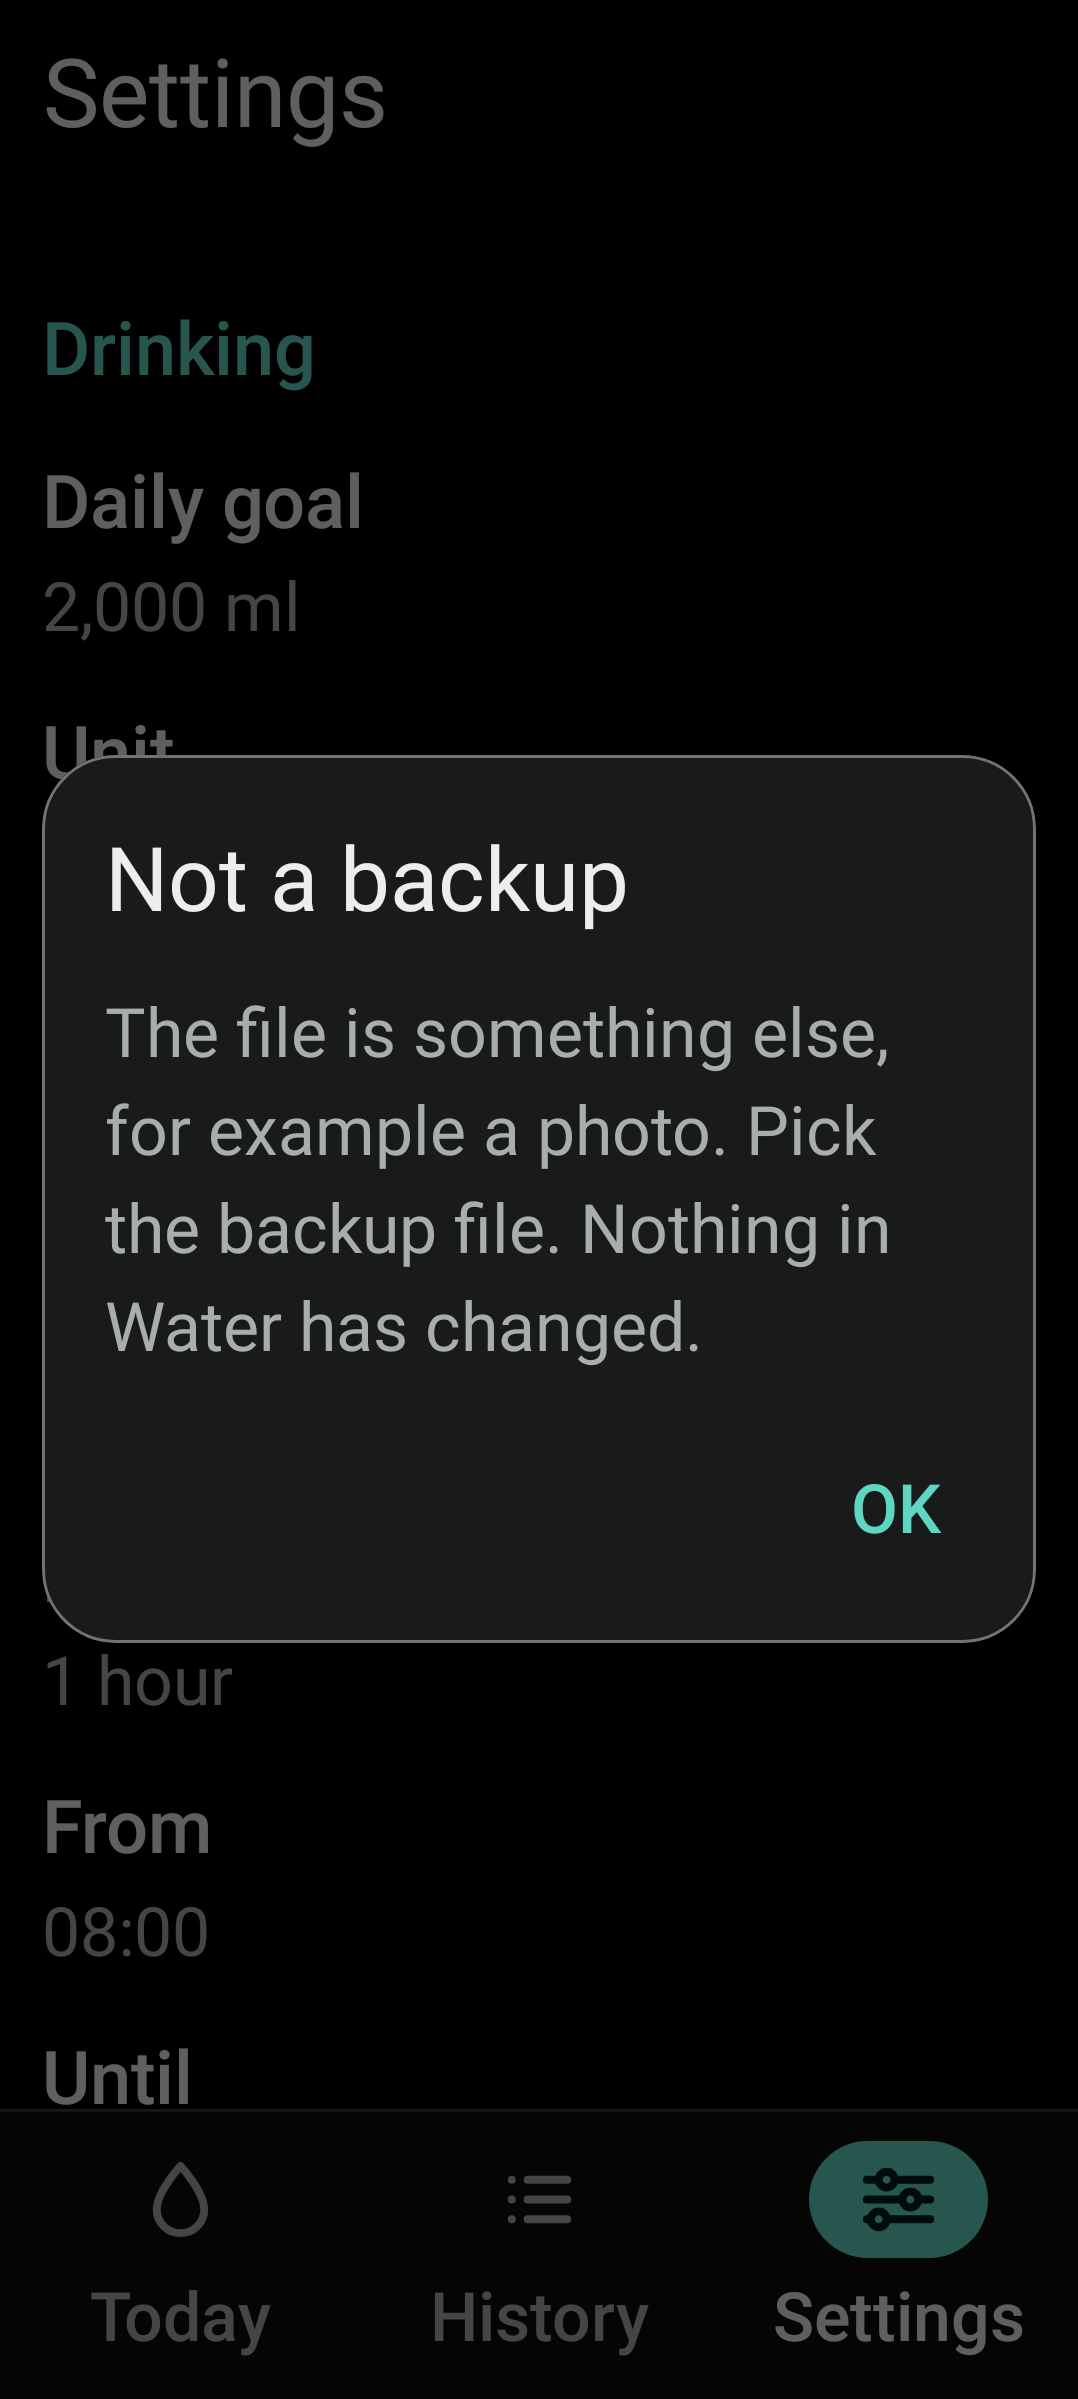 Settings
Drinking
Daily goal
2,000 ml
Unit
Not a backup
The file is something else,
for example a photo. Pick
the backup file. Nothing in
Water has changed.
OK
1 hour
From
08:00
Until
Today
History
Settings